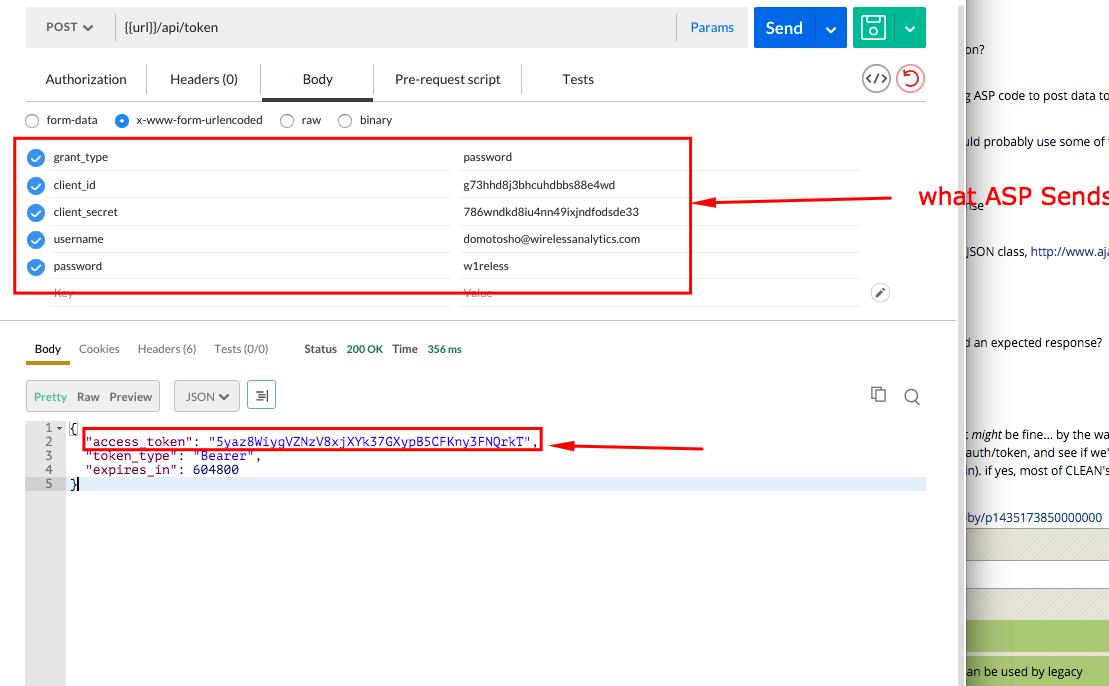 POST {{url}}/api/token Params Send
Authorization Headers (0) Body Pre-request script Tests
form-data x-www-form-urlencoded raw binary
grant_type password
client_id g73hhd8j3bhcuhdbbs88e4wd
client_secret 786wndkd8iu4nn49ixjndfodsde33
username domotosho@wirelessanalytics.com
password w1reless
Key Value
Body Cookies Headers (6) Tests (0/0) Status 200 OK Time 356 ms
Pretty Raw Preview JSON
1 {
2 "access_token": "5yaz8WiygVZNzV8xjXYk37GXypB5CFKny3FNQrkT",
3 "token_type": "Bearer",
4 "expires_in": 604800
5 }
on?
g ASP code to post data to
uld probably use some of
what ASP Sends
nse
JSON class, http://www.aja
d an expected response?
t might be fine... by the wa
auth/token, and see if we'
in). if yes, most of CLEAN's
by/p1435173850000000
an be used by legacy